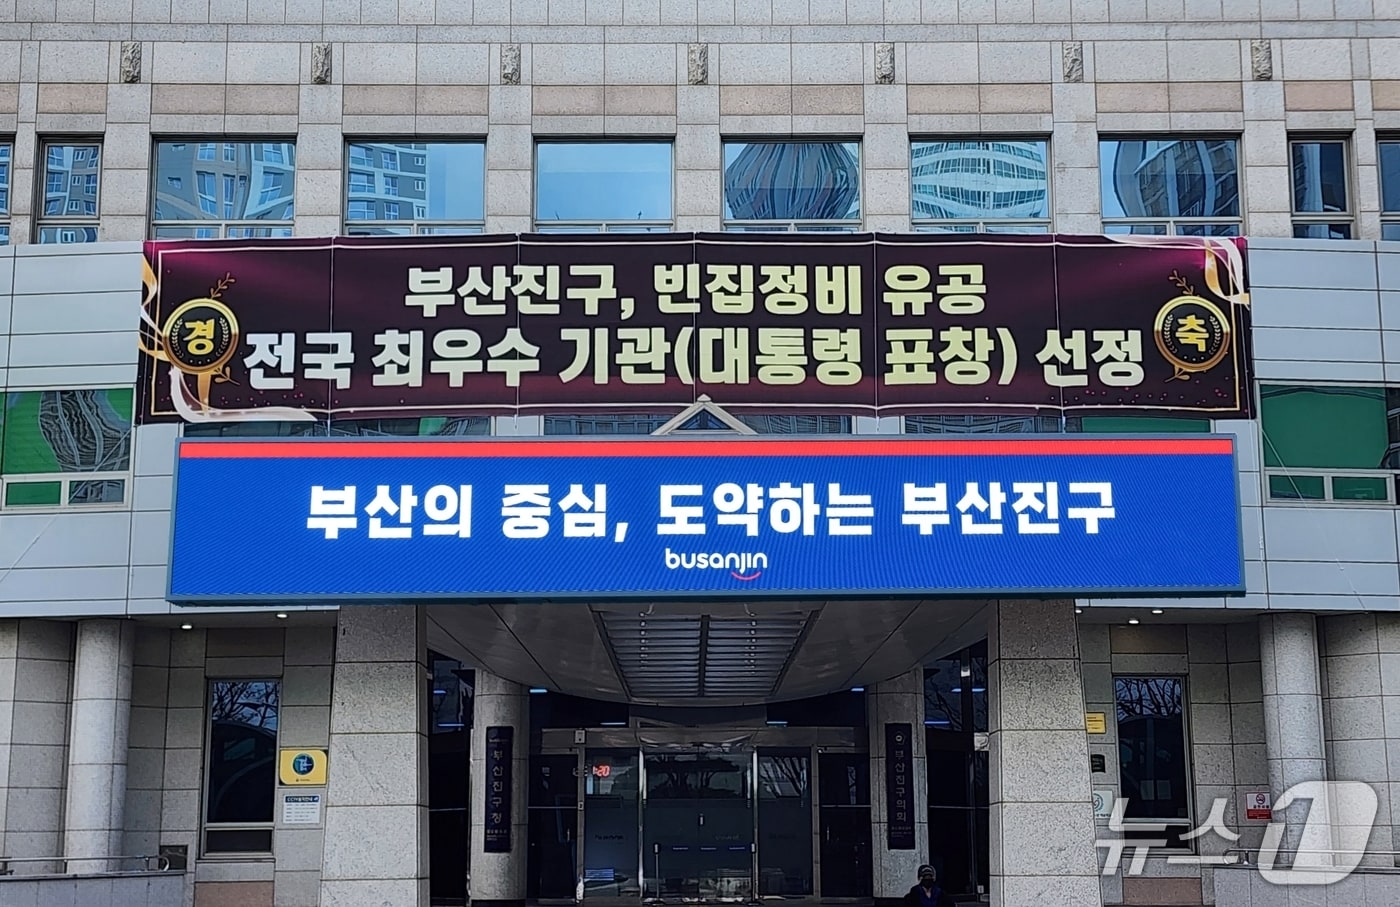 부산진구, 빈집정비 유공
경 전국 최우수 기관(대통령 표창) 선정 축
부산의 중심, 도약하는 부산진구
busanjin
부산진구청
부산진구의회
뉴스1